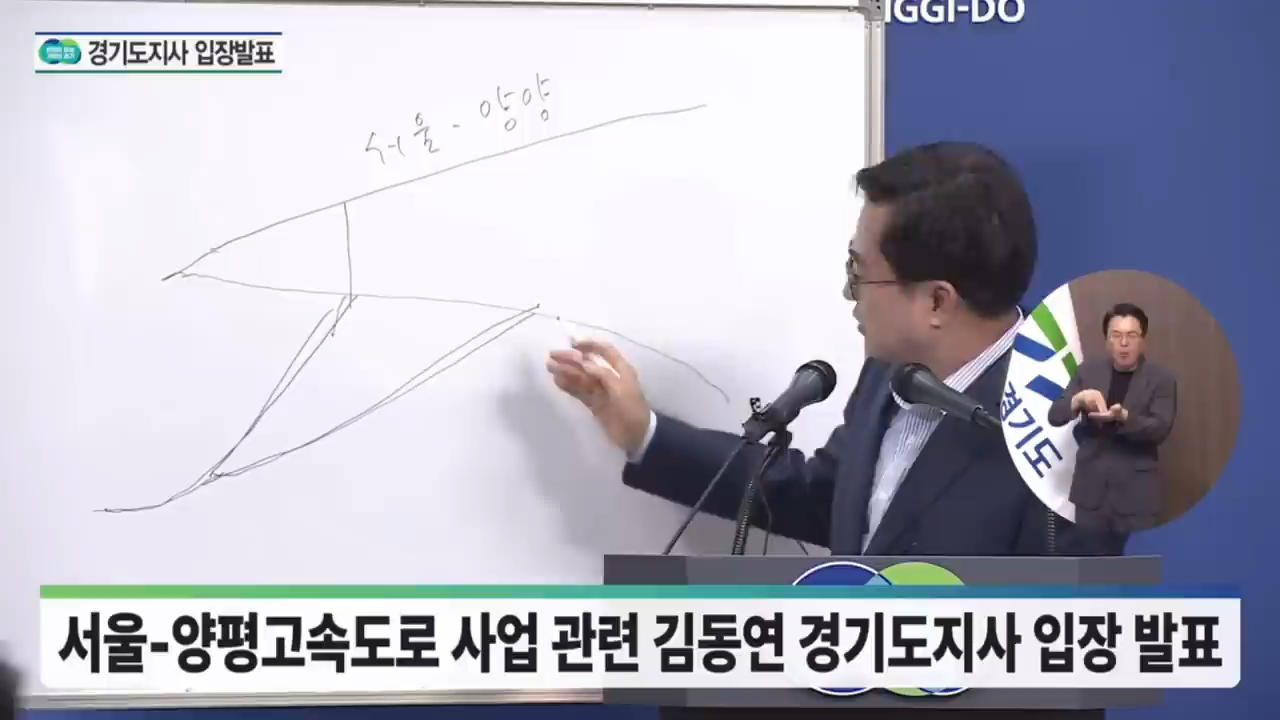 IGGI-DO
경기도지사 입장발표
서울 - 양양
경기도
서울-양평고속도로 사업 관련 김동연 경기도지사 입장 발표